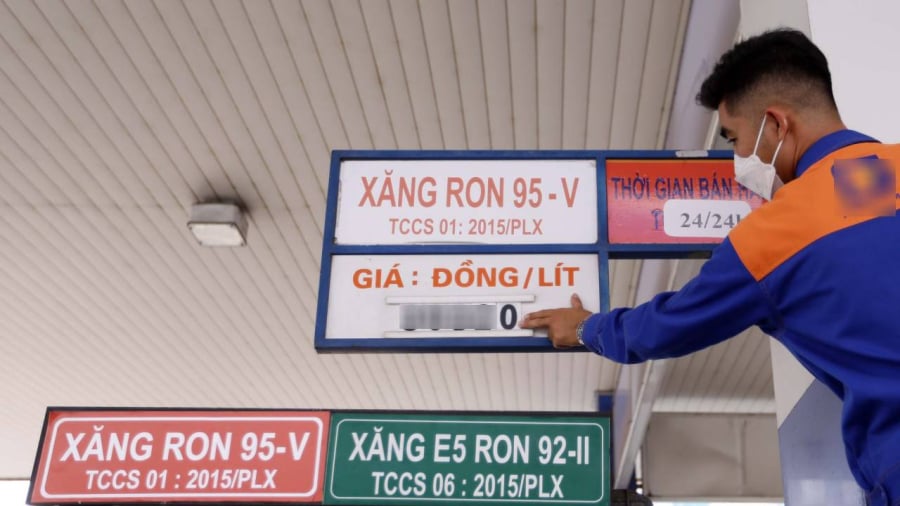 XĂNG RON 95-V
TCCS 01: 2015/PLX
THỜI GIAN BÁN
24/24
GIÁ : ĐỒNG/LÍT
0
XĂNG RON 95-V
TCCS 01 : 2015/PLX
XĂNG E5 RON 92-II
TCCS 06 : 2015/PLX